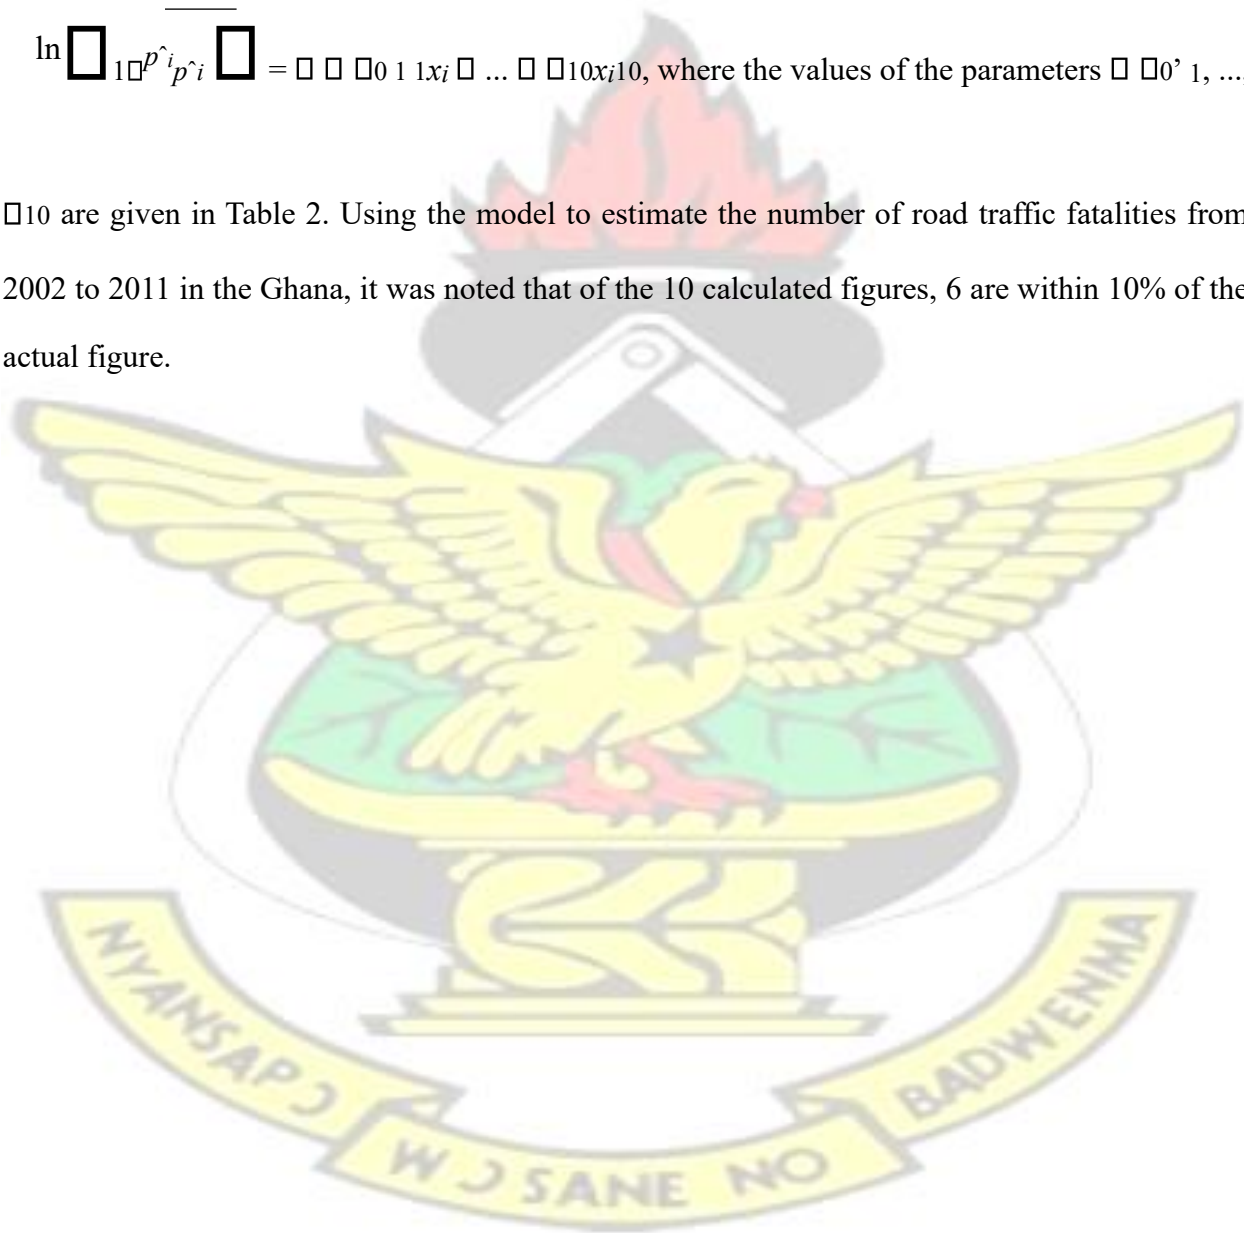 ln □ 1□p^i p^i □ = □ □ □0 1 1xi □ ... □ □10xi10, where the values of the parameters □ □0’ 1, ...,
□10 are given in Table 2. Using the model to estimate the number of road traffic fatalities from
2002 to 2011 in the Ghana, it was noted that of the 10 calculated figures, 6 are within 10% of the
actual figure.
NYANSAPƆ
WƆSANE NO
BADWENMA